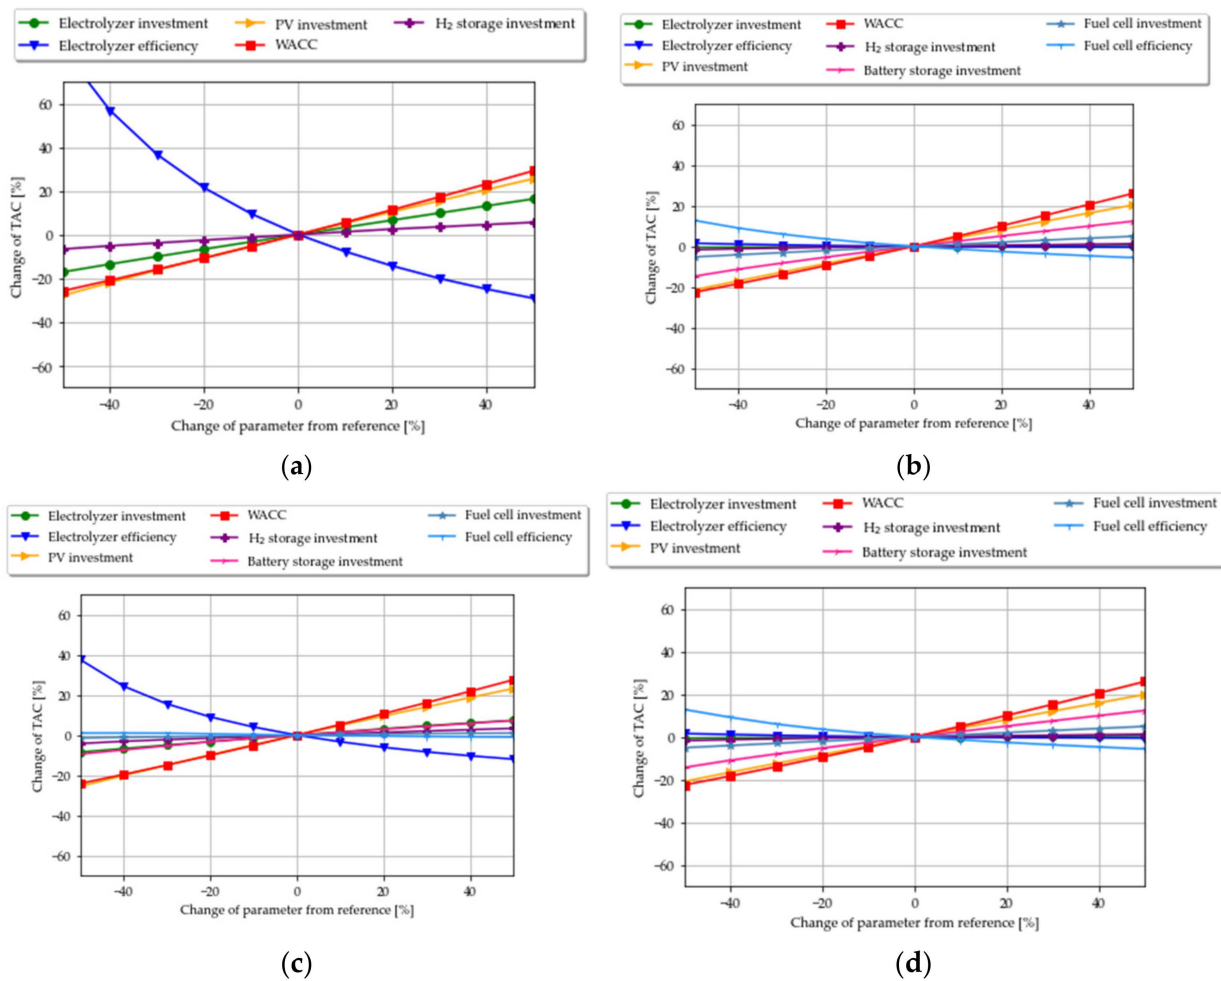 Electrolyzer investment PV investment H₂ storage investment
Electrolyzer efficiency WACC
60
40
20
0
−20
−40
−60
Change of TAC [%]
−40 −20 0 20 40
Change of parameter from reference [%]
(a)
Electrolyzer investment WACC Fuel cell investment
Electrolyzer efficiency H₂ storage investment Fuel cell efficiency
PV investment Battery storage investment
60
40
20
0
−20
−40
−60
Change of TAC [%]
−40 −20 0 20 40
Change of parameter from reference [%]
(b)
Electrolyzer investment WACC Fuel cell investment
Electrolyzer efficiency H₂ storage investment Fuel cell efficiency
PV investment Battery storage investment
60
40
20
0
−20
−40
−60
Change of TAC [%]
−40 −20 0 20 40
Change of parameter from reference [%]
(c)
Electrolyzer investment WACC Fuel cell investment
Electrolyzer efficiency H₂ storage investment Fuel cell efficiency
PV investment Battery storage investment
60
40
20
0
−20
−40
−60
Change of TAC [%]
−40 −20 0 20 40
Change of parameter from reference [%]
(d)